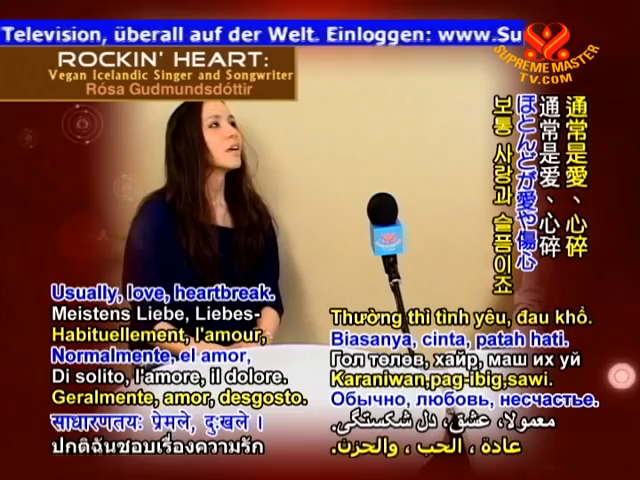 Television, überall auf der Welt. Einloggen: www.Su
SUPREME MASTER
TV.COM
ROCKIN' HEART:
Vegan Icelandic Singer and Songwriter
Rósa Gudmundsdóttir
通常是愛、心碎
通常是爱、心碎
ほとんどが愛や傷心
보통 사랑과 슬픔이죠
Usually, love, heartbreak.
Meistens Liebe, Liebes-
Habituellement, l'amour,
Normalmente, el amor,
Di solito, l'amore, il dolore.
Geralmente, amor, desgosto.
साधारणतयः प्रेमले, दुःखले ।
ปกติฉันชอบเรื่องความรัก
Thường thì tình yêu, đau khổ.
Biasanya, cinta, patah hati.
Гол төлөв, хайр, маш их уй
Karaniwan,pag-ibig,sawi.
Обычно, любовь, несчастье.
معمولا، عشق، دل شکستگی.
عادة ، الحب ، والحزن.